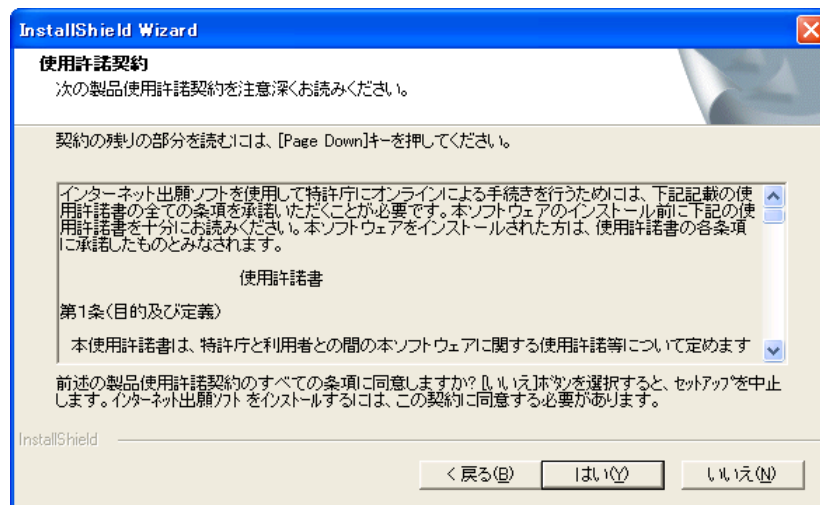 InstallShield Wizard
使用許諾契約
次の製品使用許諾契約を注意深くお読みください。
契約の残りの部分を読むには、[Page Down]キーを押してください。
インターネット出願ソフトを使用して特許庁にオンラインによる手続きを行うためには、下記記載の使
用許諾書の全ての条項を承諾いただくことが必要です。本ソフトウェアのインストール前に下記の使
用許諾書を十分にお読みください。本ソフトウェアをインストールされた方は、使用許諾書の各条項
に承諾したものとみなされます。
使用許諾書
第1条(目的及び定義)
本使用許諾書は、特許庁と利用者との間の本ソフトウェアに関する使用許諾等について定めます
前述の製品使用許諾契約のすべての条項に同意しますか? [いいえ]ボタンを選択すると、セットアップを中止
します。インターネット出願ソフト をインストールするには、この契約に同意する必要があります。
InstallShield
< 戻る(B)
はい(Y)
いいえ(N)